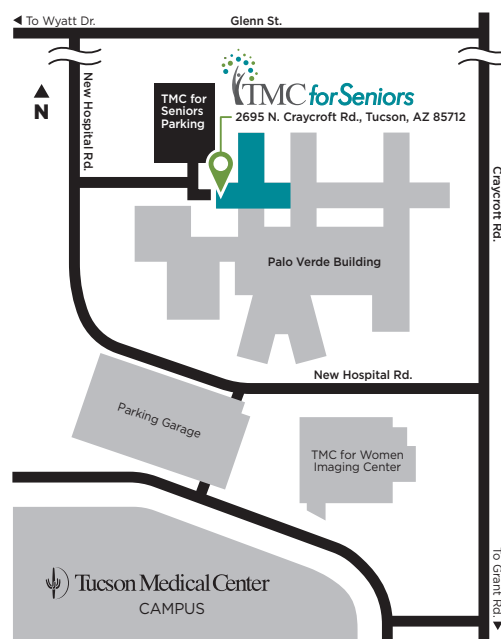 To Wyatt Dr.
Glenn St.
New Hospital Rd.
N
TMC for
Seniors
Parking
TMC for Seniors
2695 N. Craycroft Rd., Tucson, AZ 85712
Craycroft Rd.
Palo Verde Building
New Hospital Rd.
Parking Garage
TMC for Women
Imaging Center
Tucson Medical Center
CAMPUS
To Grant Rd.